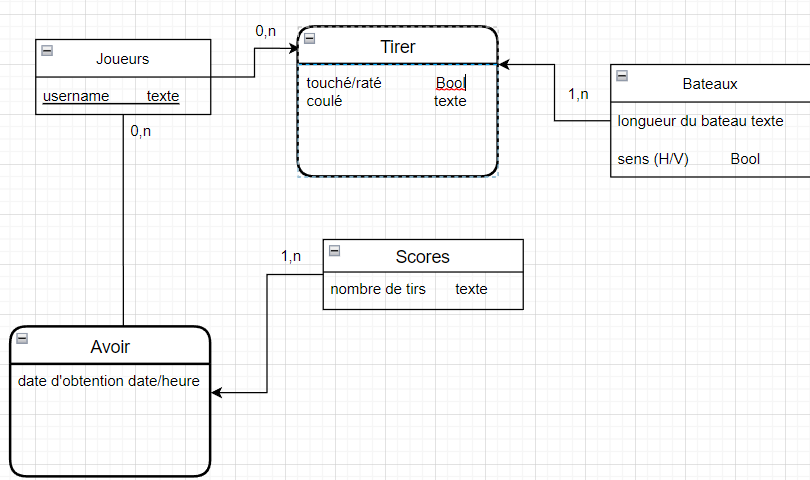 0,n
Joueurs
username texte
0,n
Tirer
touché/raté Bool
coulé texte
1,n
Bateaux
longueur du bateau texte
sens (H/V) Bool
1,n
Scores
nombre de tirs texte
Avoir
date d'obtention date/heure